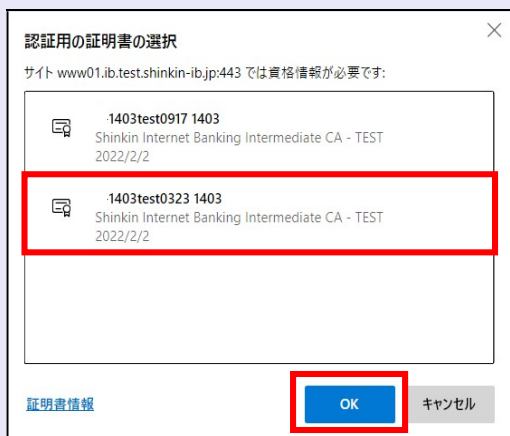 認証用の証明書の選択
サイト www01.ib.test.shinkin-ib.jp:443 では資格情報が必要です:
1403test0917 1403
Shinkin Internet Banking Intermediate CA - TEST
2022/2/2
1403test0323 1403
Shinkin Internet Banking Intermediate CA - TEST
2022/2/2
証明書情報
OK
キャンセル